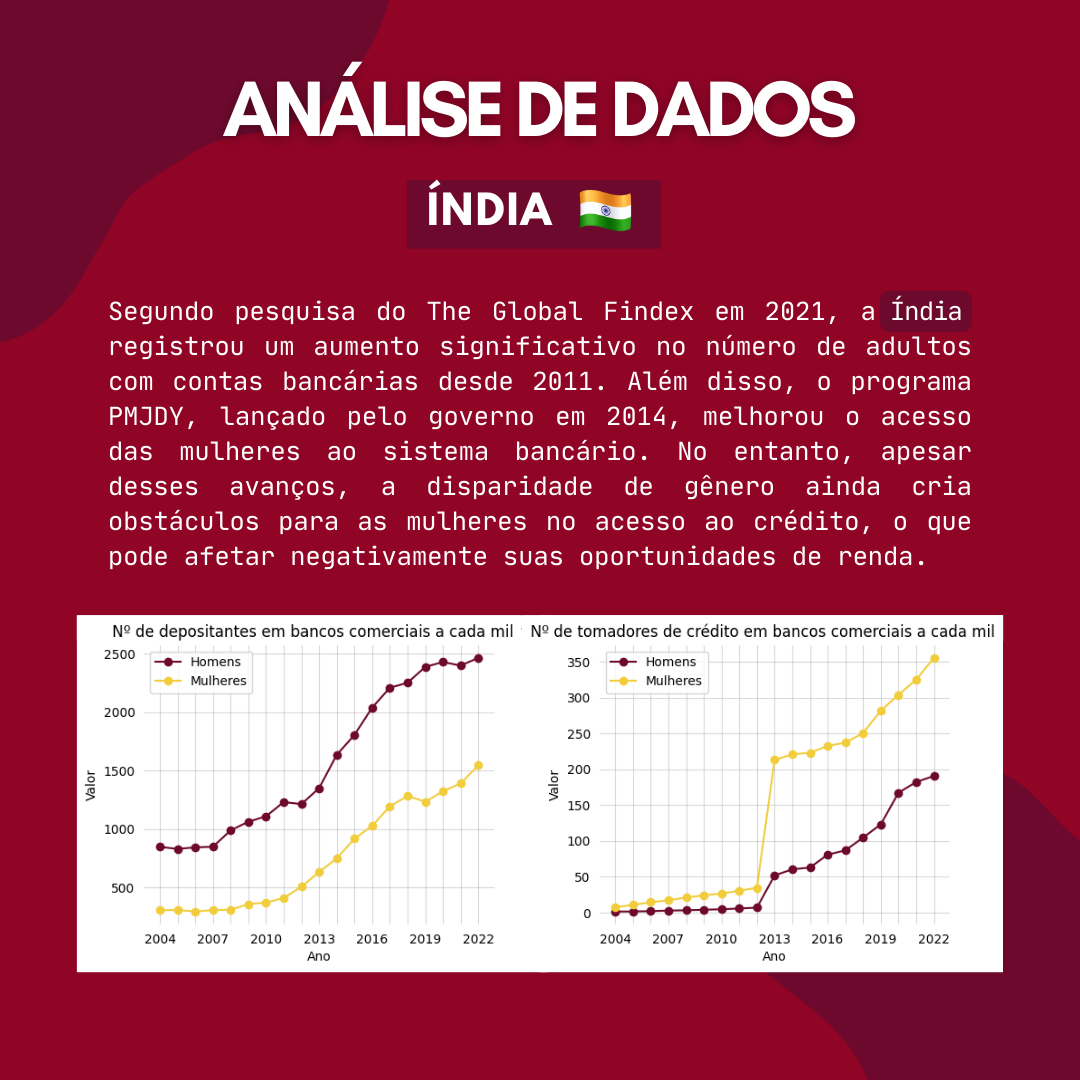 ANÁLISE DE DADOS
ÍNDIA
Segundo pesquisa do The Global Findex em 2021, a Índia
registrou um aumento significativo no número de adultos
com contas bancárias desde 2011. Além disso, o programa
PMJDY, lançado pelo governo em 2014, melhorou o acesso
das mulheres ao sistema bancário. No entanto, apesar
desses avanços, a disparidade de gênero ainda cria
obstáculos para as mulheres no acesso ao crédito, o que
pode afetar negativamente suas oportunidades de renda.
Nº de depositantes em bancos comerciais a cada mil
Homens
Mulheres
2500
2000
1500
1000
500
Valor
2004 2007 2010 2013 2016 2019 2022
Ano
Nº de tomadores de crédito em bancos comerciais a cada mil
Homens
Mulheres
350
300
250
200
150
100
50
0
Valor
2004 2007 2010 2013 2016 2019 2022
Ano